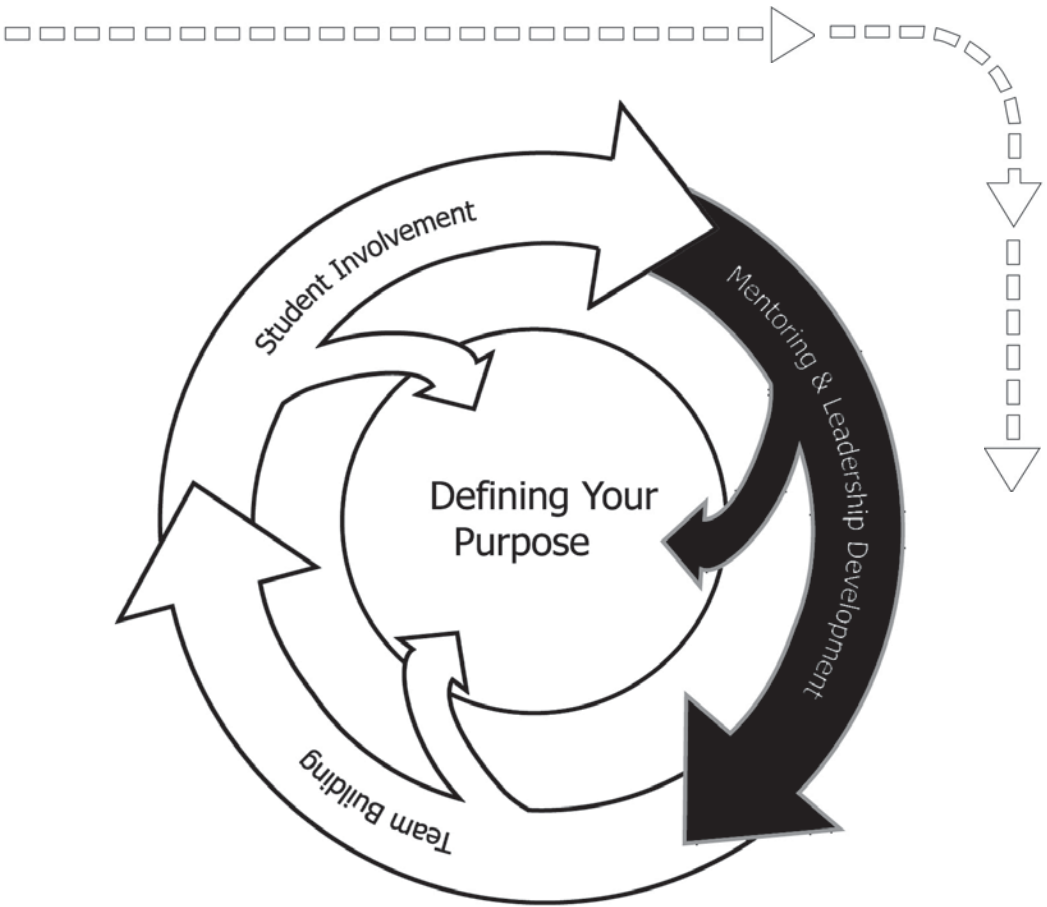 Student Involvement
Mentoring & Leadership Development
Defining Your
Purpose
Team Building